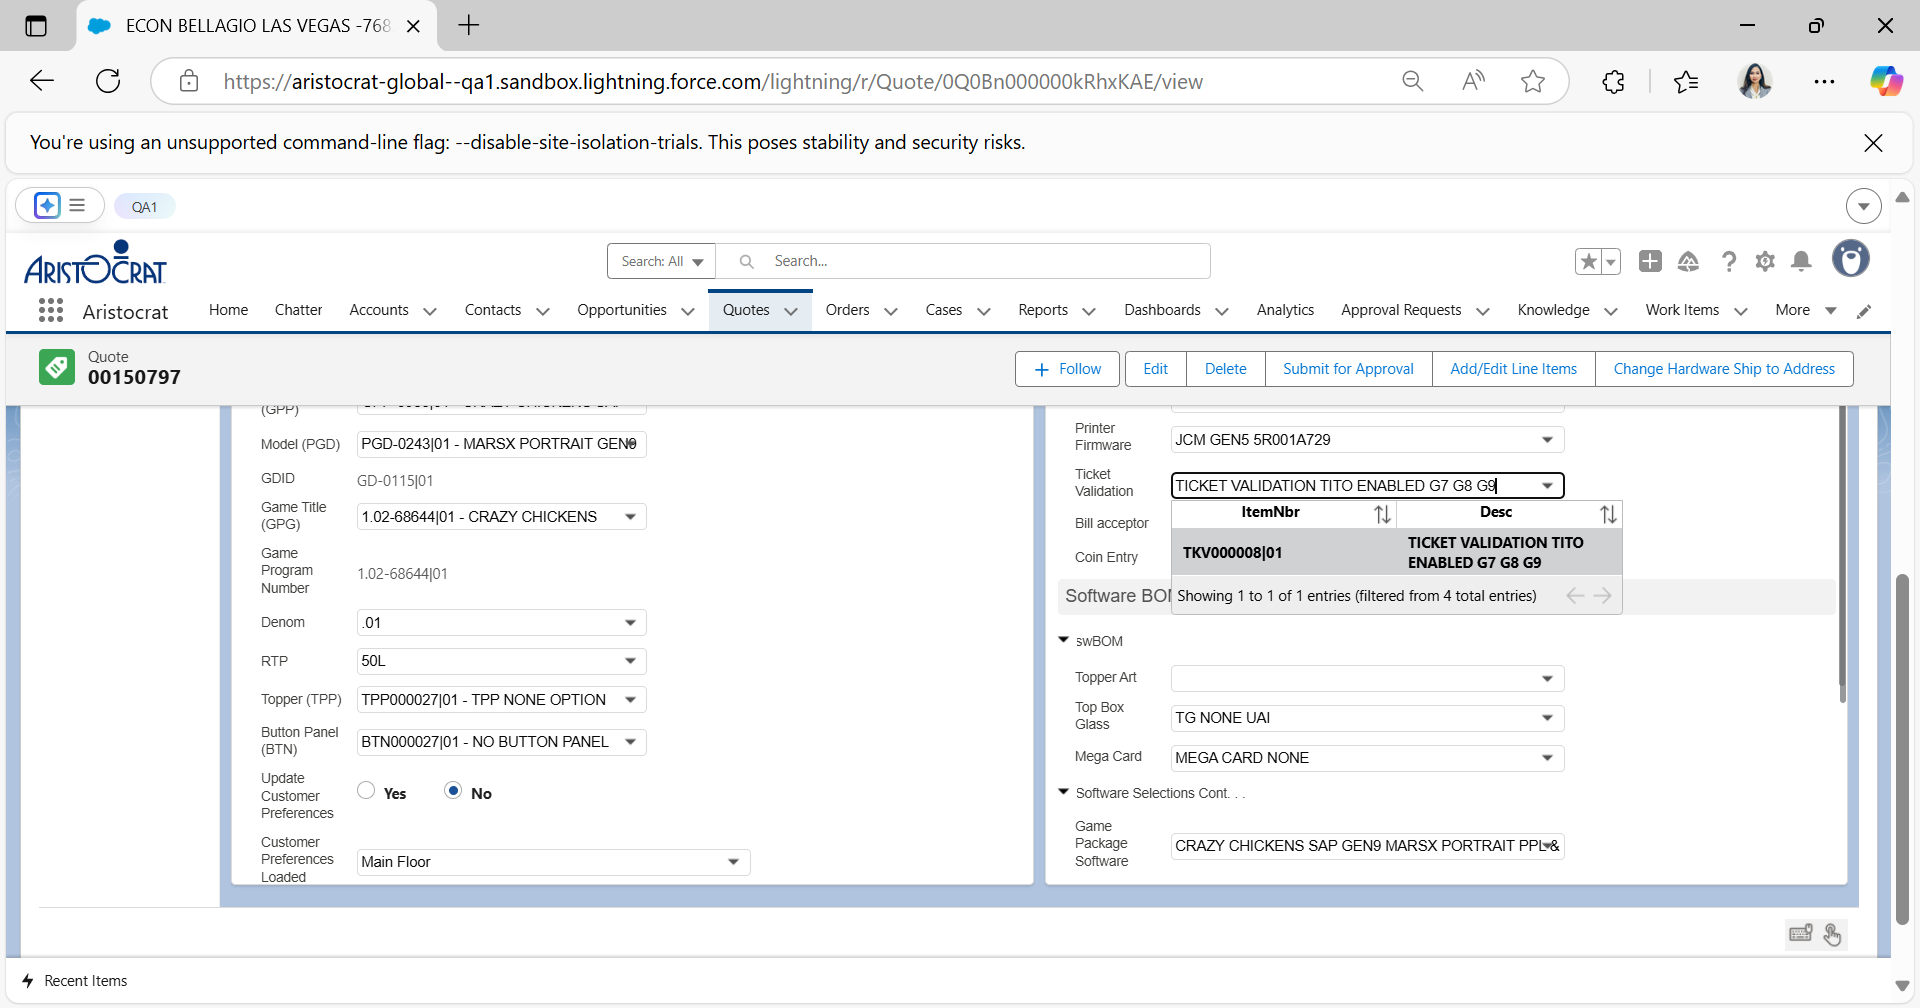 ECON BELLAGIO LAS VEGAS -768
https://aristocrat-global--qa1.sandbox.lightning.force.com/lightning/r/Quote/0Q0Bn000000kRhxKAE/view
You're using an unsupported command-line flag: --disable-site-isolation-trials. This poses stability and security risks.
QA1
ARISTOCRAT
Search: All
Search...
Aristocrat
Home
Chatter
Accounts
Contacts
Opportunities
Quotes
Orders
Cases
Reports
Dashboards
Analytics
Approval Requests
Knowledge
Work Items
More
Quote
00150797
Follow
Edit
Delete
Submit for Approval
Add/Edit Line Items
Change Hardware Ship to Address
(GPP)
Model (PGD)
PGD-0243|01 - MARSX PORTRAIT GEN9
GDID
GD-0115|01
Game Title
(GPG)
1.02-68644|01 - CRAZY CHICKENS
Game
Program
Number
1.02-68644|01
Denom
.01
RTP
50L
Topper (TPP)
TPP000027|01 - TPP NONE OPTION
Button Panel
(BTN)
BTN000027|01 - NO BUTTON PANEL
Update
Customer
Preferences
Yes
No
Customer
Preferences
Loaded
Main Floor
Printer
Firmware
JCM GEN5 5R001A729
Ticket
Validation
TICKET VALIDATION TITO ENABLED G7 G8 G9
ItemNbr
Desc
TKV000008|01
TICKET VALIDATION TITO
ENABLED G7 G8 G9
Showing 1 to 1 of 1 entries (filtered from 4 total entries)
Bill acceptor
Coin Entry
Software BOM
swBOM
Topper Art
Top Box
Glass
TG NONE UAI
Mega Card
MEGA CARD NONE
Software Selections Cont. . .
Game
Package
Software
CRAZY CHICKENS SAP GEN9 MARSX PORTRAIT PPL &
Recent Items